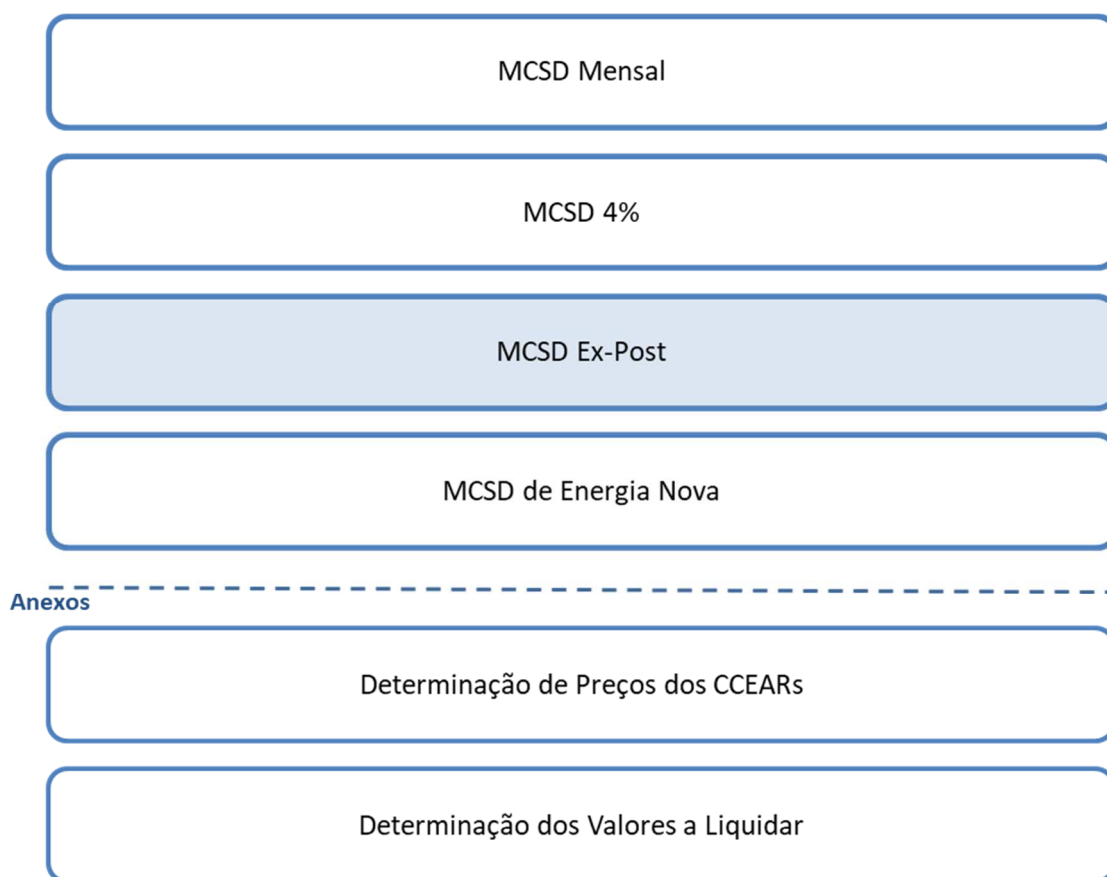 MCSD Mensal
MCSD 4%
MCSD Ex-Post
MCSD de Energia Nova
Anexos
Determinação de Preços dos CCEARs
Determinação dos Valores a Liquidar